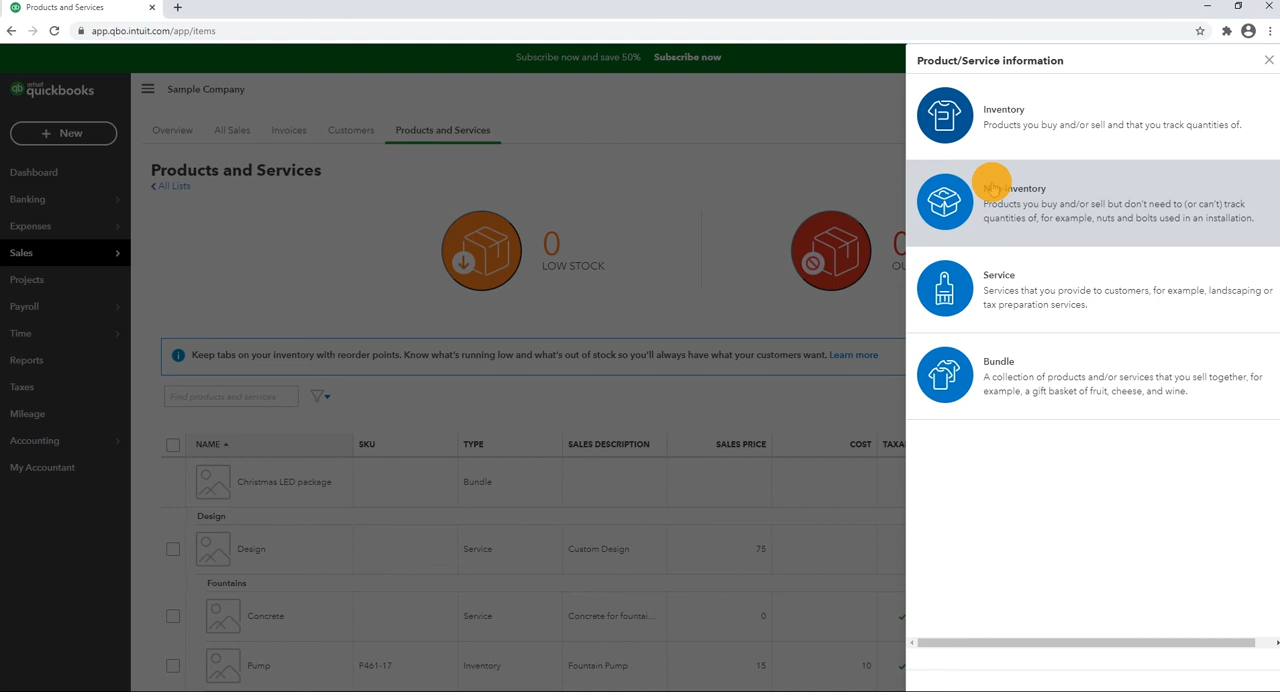 Products and Services
app.qbo.intuit.com/app/items
Subscribe now and save 50% Subscribe now
intuit
quickbooks
+ New
Dashboard
Banking
Expenses
Sales
Projects
Payroll
Time
Reports
Taxes
Mileage
Accounting
My Accountant
Sample Company
Overview All Sales Invoices Customers Products and Services
Products and Services
All Lists
0
LOW STOCK
0
Keep tabs on your inventory with reorder points. Know what's running low and what's out of stock so you'll always have what your customers want. Learn more
Find products and services
NAME SKU TYPE SALES DESCRIPTION SALES PRICE COST
Christmas LED package Bundle
Design
Design Service Custom Design 75
Fountains
Concrete Service Concrete for fountai... 0
Pump P461-17 Inventory Fountain Pump 15 10
Product/Service information
Inventory
Products you buy and/or sell and that you track quantities of.
Non-inventory
Products you buy and/or sell but don't need to (or can't) track
quantities of, for example, nuts and bolts used in an installation.
Service
Services that you provide to customers, for example, landscaping or
tax preparation services.
Bundle
A collection of products and/or services that you sell together, for
example, a gift basket of fruit, cheese, and wine.